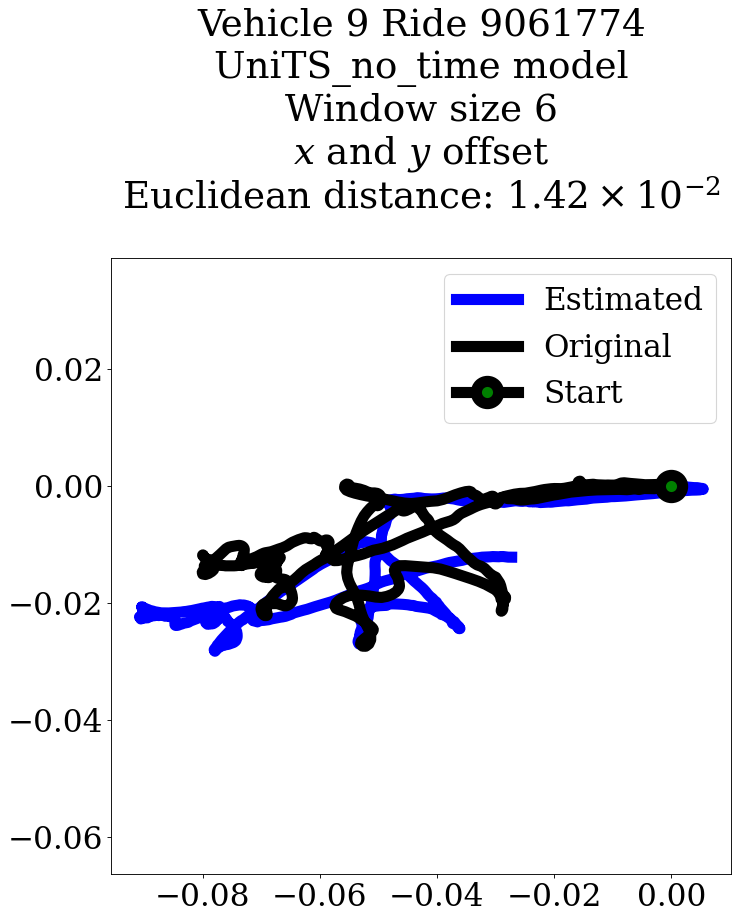 Vehicle 9 Ride 9061774
UniTS_no_time model
Window size 6
x and y offset
Euclidean distance: 1.42 × 10⁻²
Estimated
Original
Start
0.02
0.00
−0.02
−0.04
−0.06
−0.08 −0.06 −0.04 −0.02 0.00